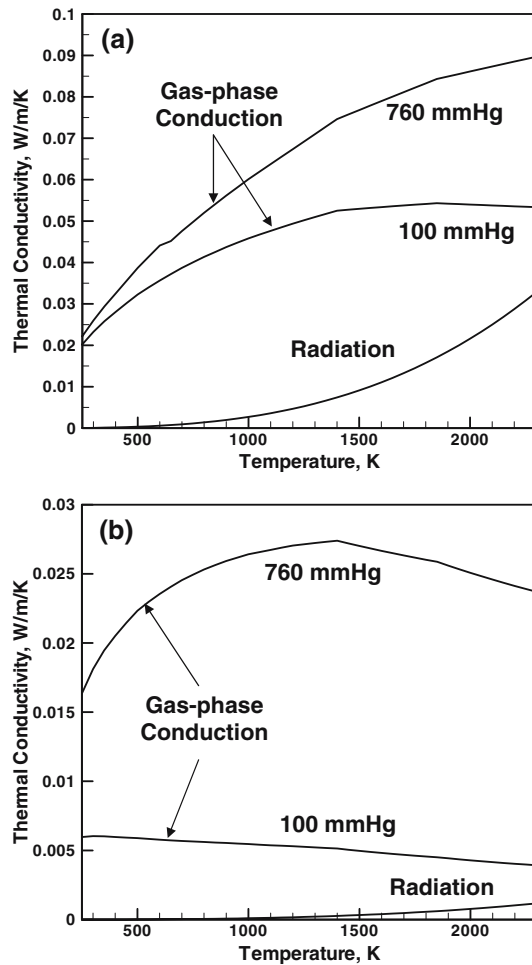 (a)
Thermal Conductivity, W/m/K
0.1
0.09
0.08
0.07
0.06
0.05
0.04
0.03
0.02
0.01
0
Gas-phase
Conduction
760 mmHg
100 mmHg
Radiation
500
1000
1500
2000
Temperature, K
(b)
Thermal Conductivity, W/m/K
0.03
0.025
0.02
0.015
0.01
0.005
0
760 mmHg
Gas-phase
Conduction
100 mmHg
Radiation
500
1000
1500
2000
Temperature, K